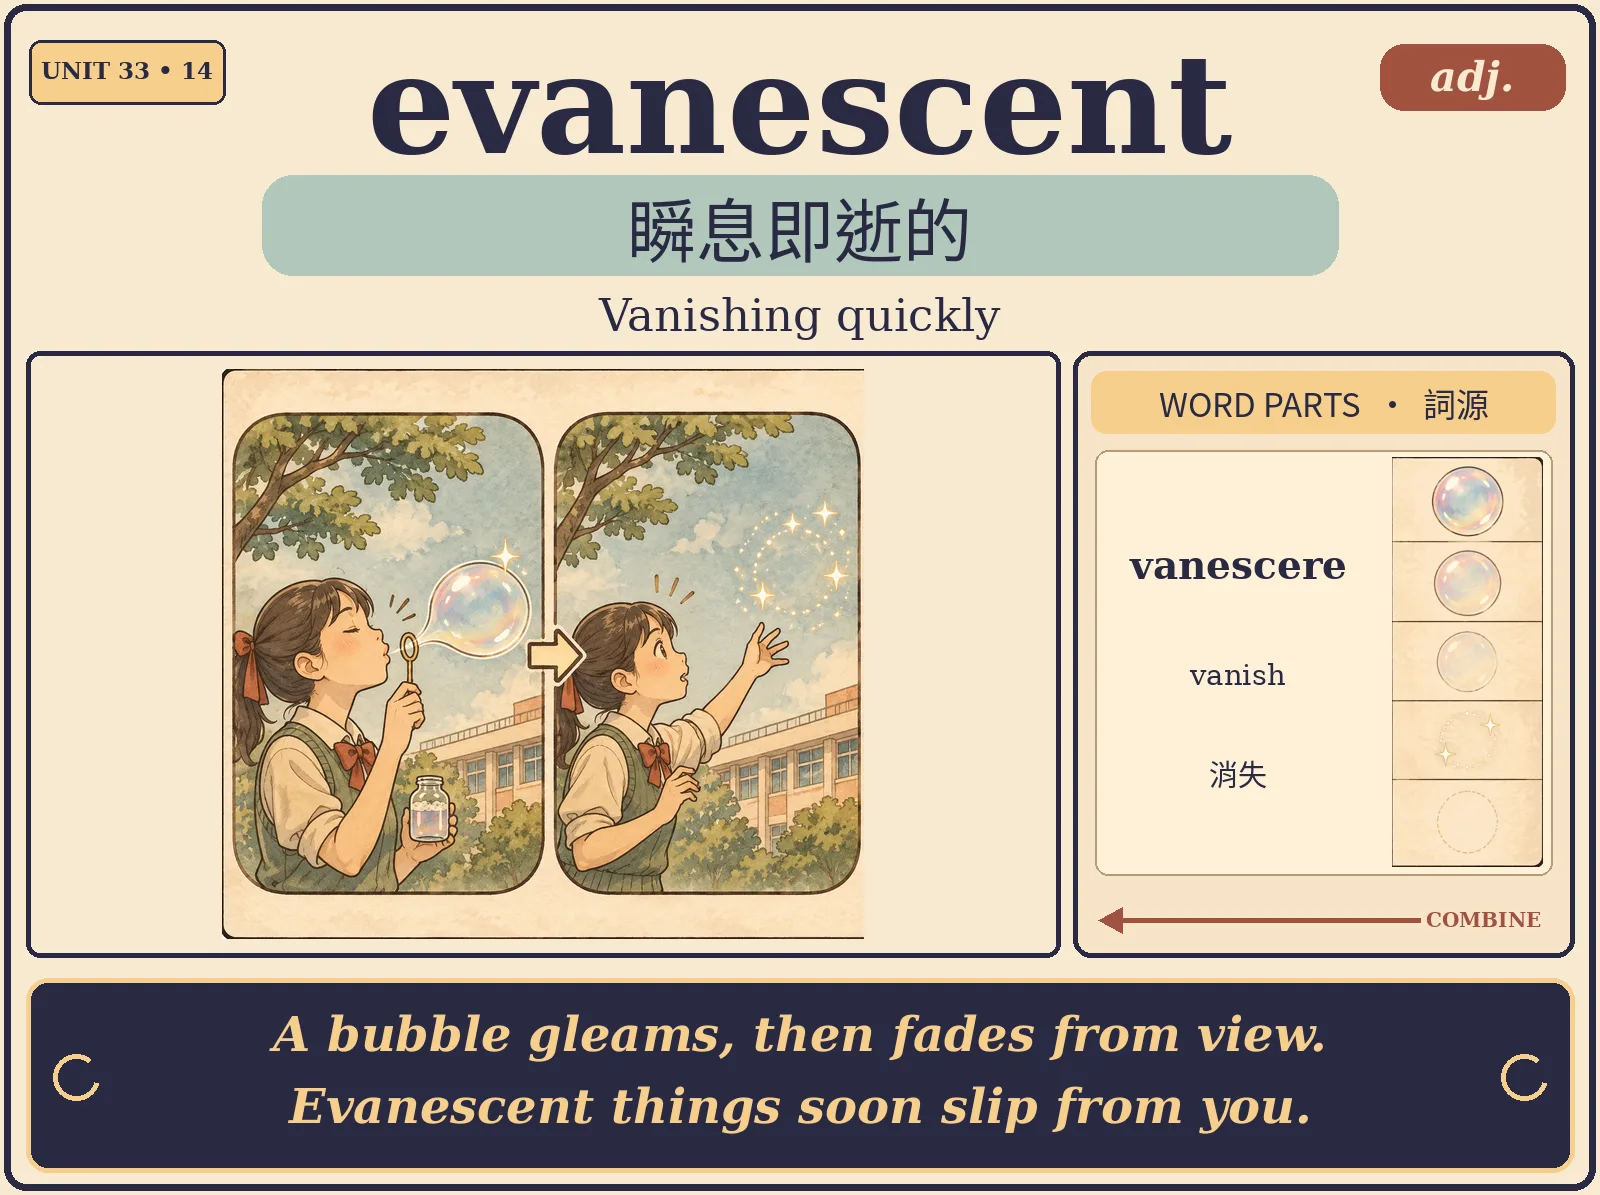 UNIT 33 • 14
evanescent
adj.
瞬息即逝的
Vanishing quickly
WORD PARTS • 詞源
vanescere
vanish
消失
COMBINE
A bubble gleams, then fades from view.
Evanescent things soon slip from you.